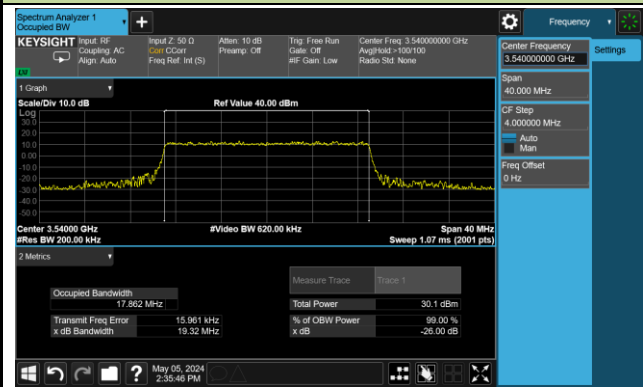 Spectrum Analyzer 1
Occupied BW
Frequency
KEYSIGHT
Input: RF
Coupling: AC
Align: Auto
Input Z: 50 Ω
Corr CCorr
Freq Ref: Int (S)
Atten: 10 dB
Preamp: Off
Trig: Free Run
Gate: Off
#IF Gain: Low
Center Freq: 3.540000000 GHz
Avg|Hold:>100/100
Radio Std: None
1 Graph
Scale/Div 10.0 dB
Ref Value 40.00 dBm
Log
30.0
20.0
10.0
0.00
-10.0
-20.0
-30.0
-40.0
-50.0
Center 3.54000 GHz
#Video BW 620.00 kHz
Span 40 MHz
#Res BW 200.00 kHz
Sweep 1.07 ms (2001 pts)
2 Metrics
Measure Trace
Trace 1
Occupied Bandwidth
17.862 MHz
Total Power
30.1 dBm
Transmit Freq Error
15.961 kHz
% of OBW Power
99.00 %
x dB Bandwidth
19.32 MHz
x dB
-26.00 dB
Center Frequency
3.540000000 GHz
Settings
Span
40.000 MHz
CF Step
4.000000 MHz
Auto
Man
Freq Offset
0 Hz
?
May 05, 2024
2:35:46 PM